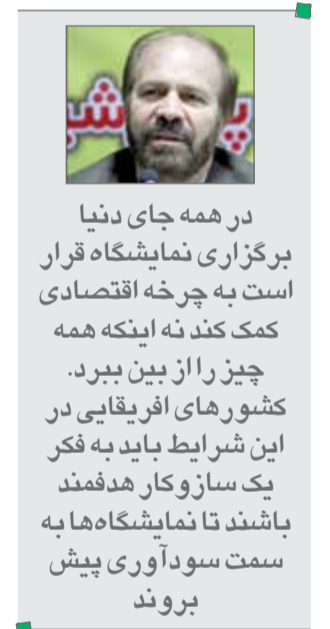 در همه جای دنیا
برگزاری نمایشگاه قرار
است به چرخه اقتصادی
کمک کند نه اینکه همه
چیز را از بین ببرد.
کشورهای افریقایی در
این شرایط باید به فکر
یک سازوکار هدفمند
باشند تا نمایشگاه‌ها به
سمت سودآوری پیش
بروند